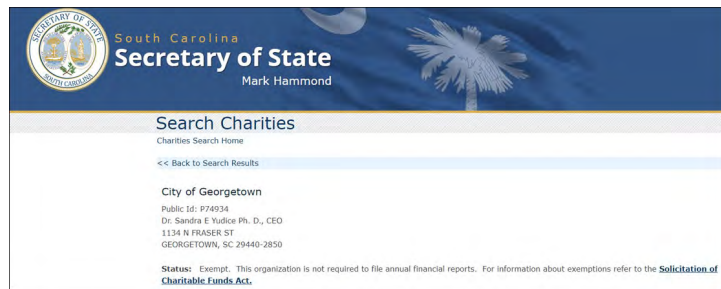 SECRETARY OF STATE
SOUTH CAROLINA
South Carolina
Secretary of State
Mark Hammond
Search Charities
Charities Search Home
<< Back to Search Results
City of Georgetown
Public Id: P74934
Dr. Sandra E Yudice Ph. D., CEO
1134 N FRASER ST
GEORGETOWN, SC 29440-2850
Status: Exempt. This organization is not required to file annual financial reports. For information about exemptions refer to the Solicitation of
Charitable Funds Act.